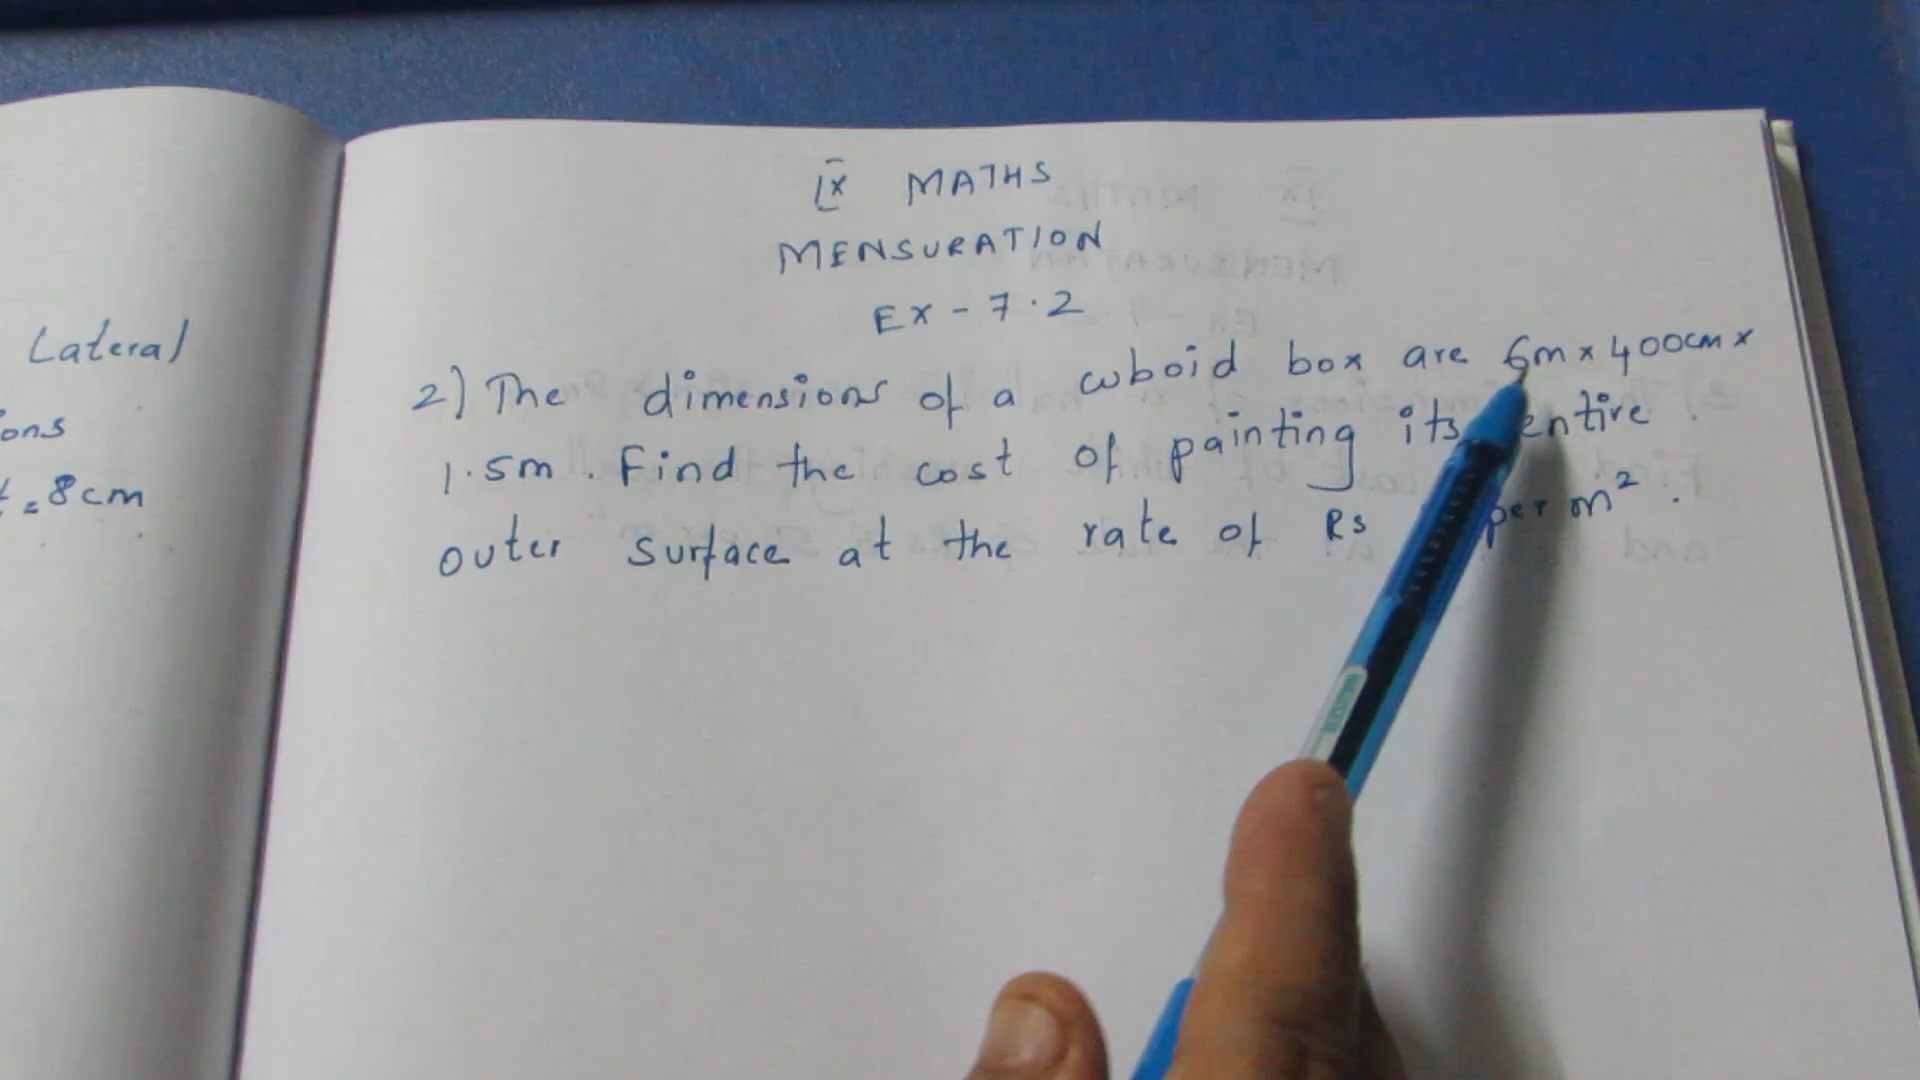 Lateral
ons
t = 8cm
IX MATHS
MENSURATION
Ex - 7.2
2) The dimensions of a cuboid box are 6m x 400cm x
1.5m. Find the cost of painting its entire
outer surface at the rate of Rs per m².